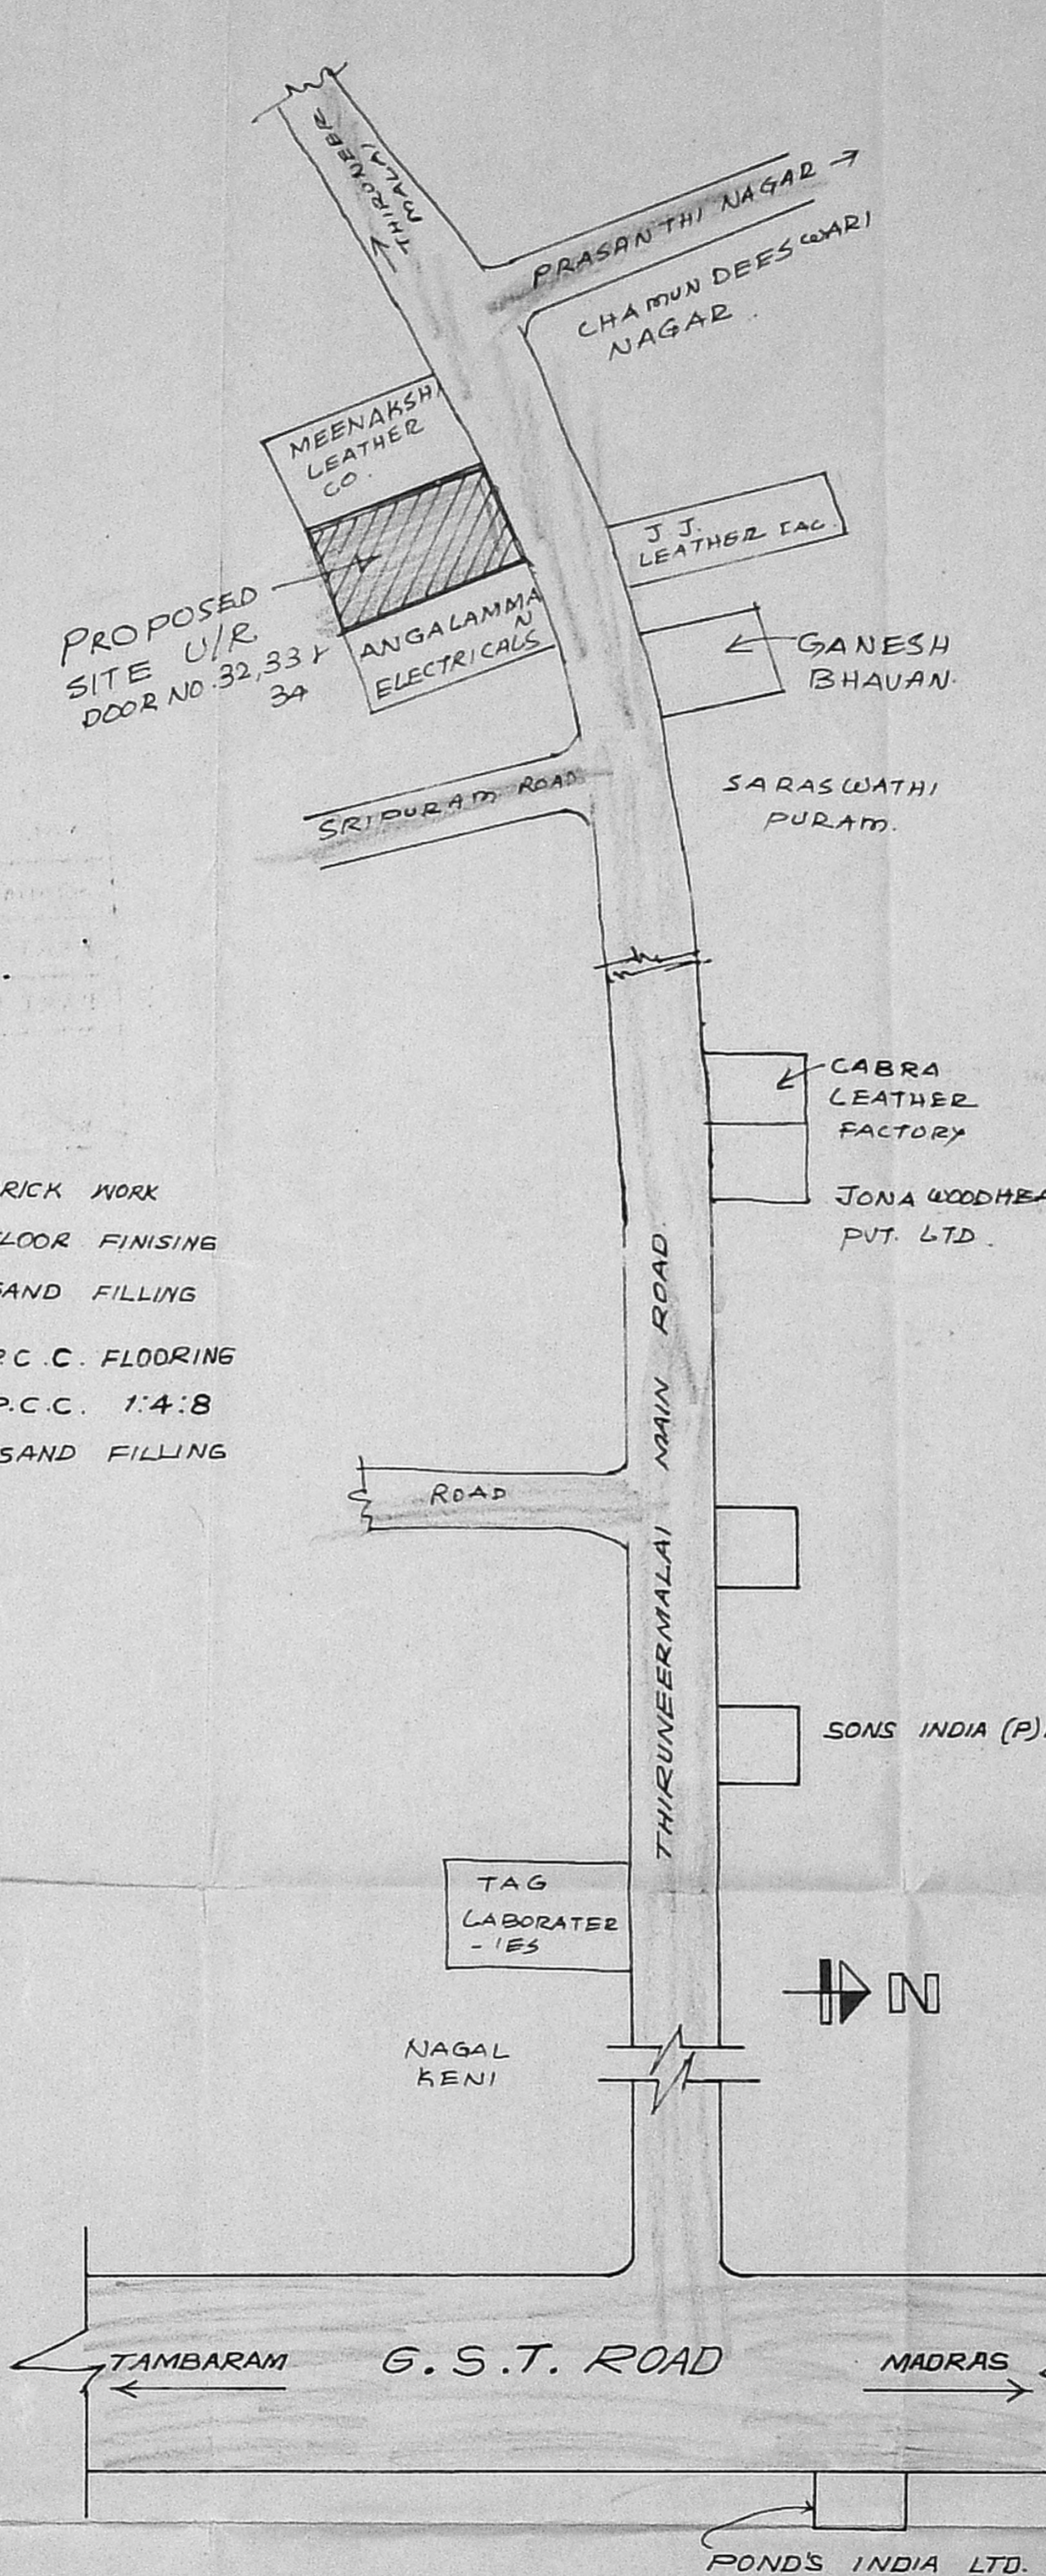 THIRUNEER
MALAI
PRASANTHI NAGAR
CHAMUNDEESWARI
NAGAR.
MEENAKSHI
LEATHER
CO.
J J.
LEATHER FAC.
PROPOSED
SITE U/R
DOOR NO.32,33 &
34
ANGALAMMA
N
ELECTRICALS
GANESH
BHAVAN.
SRIPURAM ROAD
SARASWATHI
PURAM.
CABRA
LEATHER
FACTORY
JONA WOODHEA
PVT. LTD.
RICK WORK
LOOR FINISING
SAND FILLING
R.C.C. FLOORING
P.C.C. 1:4:8
SAND FILLING
ROAD
THIRUNEERMALAI MAIN ROAD.
SONS INDIA (P).
TAG
LABORATER
-IES
N
NAGAL
KENI
TAMBARAM
G.S.T. ROAD
MADRAS
POND'S INDIA LTD.